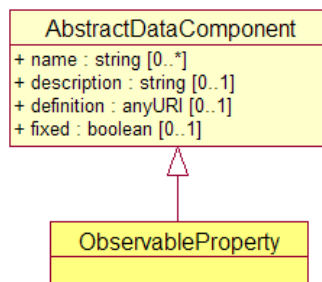 AbstractDataComponent
+ name : string [0..*]
+ description : string [0..1]
+ definition : anyURI [0..1]
+ fixed : boolean [0..1]
ObservableProperty